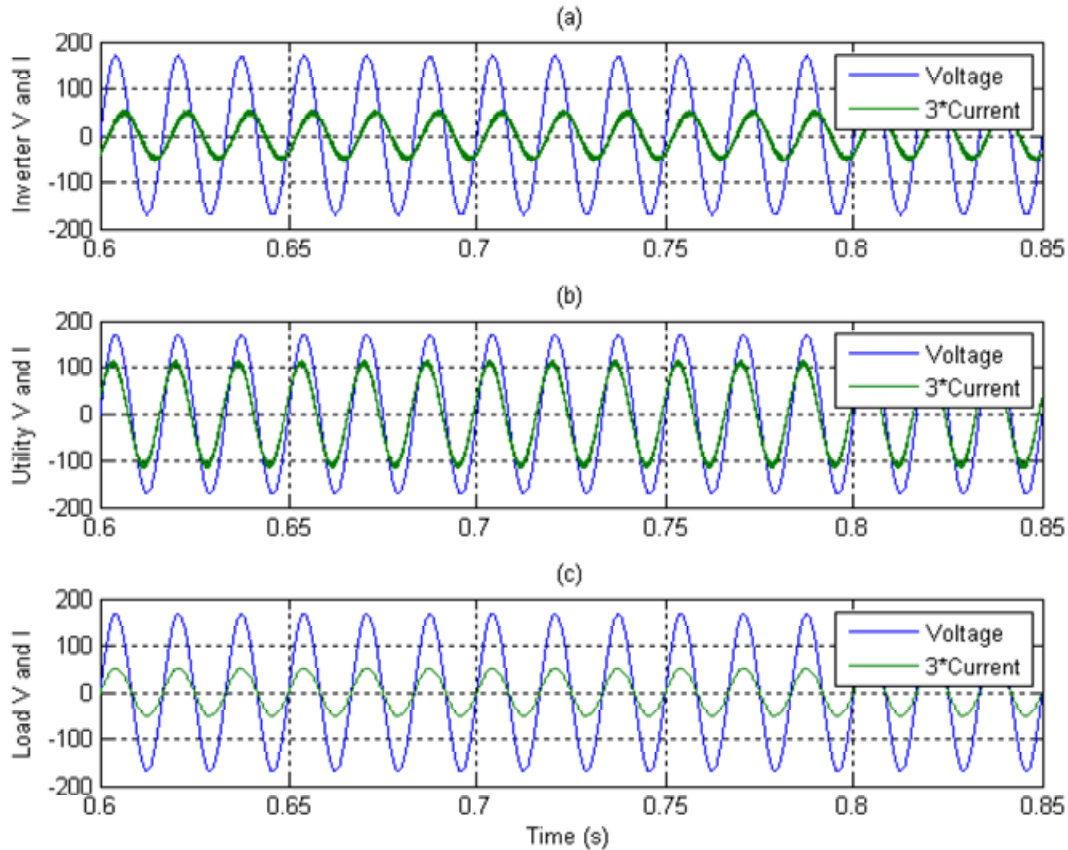 (a)
Inverter V and I
200
100
0
-100
-200
Voltage
3*Current
0.6
0.65
0.7
0.75
0.8
0.85
(b)
Utility V and I
200
100
0
-100
-200
Voltage
3*Current
0.6
0.65
0.7
0.75
0.8
0.85
(c)
Load V and I
200
100
0
-100
-200
Voltage
3*Current
0.6
0.65
0.7
0.75
0.8
0.85
Time (s)